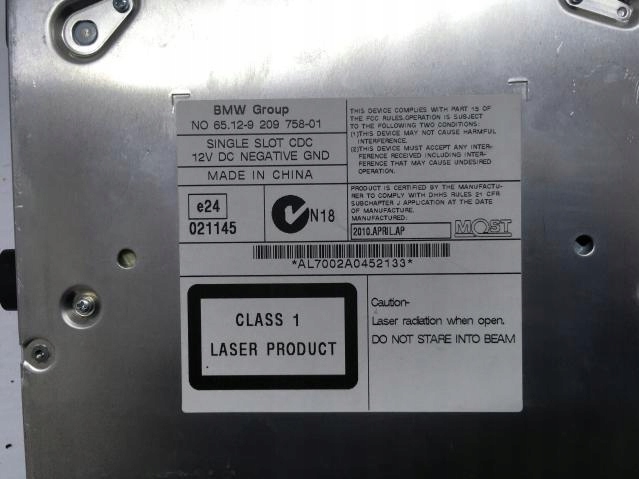 BMW Group
NO 65.12-9 209 758-01
SINGLE SLOT CDC
12V DC NEGATIVE GND
MADE IN CHINA
e24
021145
N18
THIS DEVICE COMPLIES WITH PART 15 OF
THE FCC RULES.OPERATION IS SUBJECT
TO THE FOLLOWING TWO CONDITIONS:
(1)THIS DEVICE MAY NOT CAUSE HARMFUL
INTERFERENCE.
(2)THIS DEVICE MUST ACCEPT ANY INTER-
FERENCE RECEIVED INCLUDING INTER-
FERENCE THAT MAY CAUSE UNDESIRED
OPERATION.
PRODUCT IS CERTIFIED BY THE MANUFACTU-
RER TO COMPLY WITH DHHS RULES 21 CFR
SUBCHAPTER J APPLICATION AT THE DATE
OF MANUFACTURE.
MANUFACTURED:
2010.APRIL.AP
MOST
*AL7002A0452133*
CLASS 1
LASER PRODUCT
Caution-
Laser radiation when open.
DO NOT STARE INTO BEAM